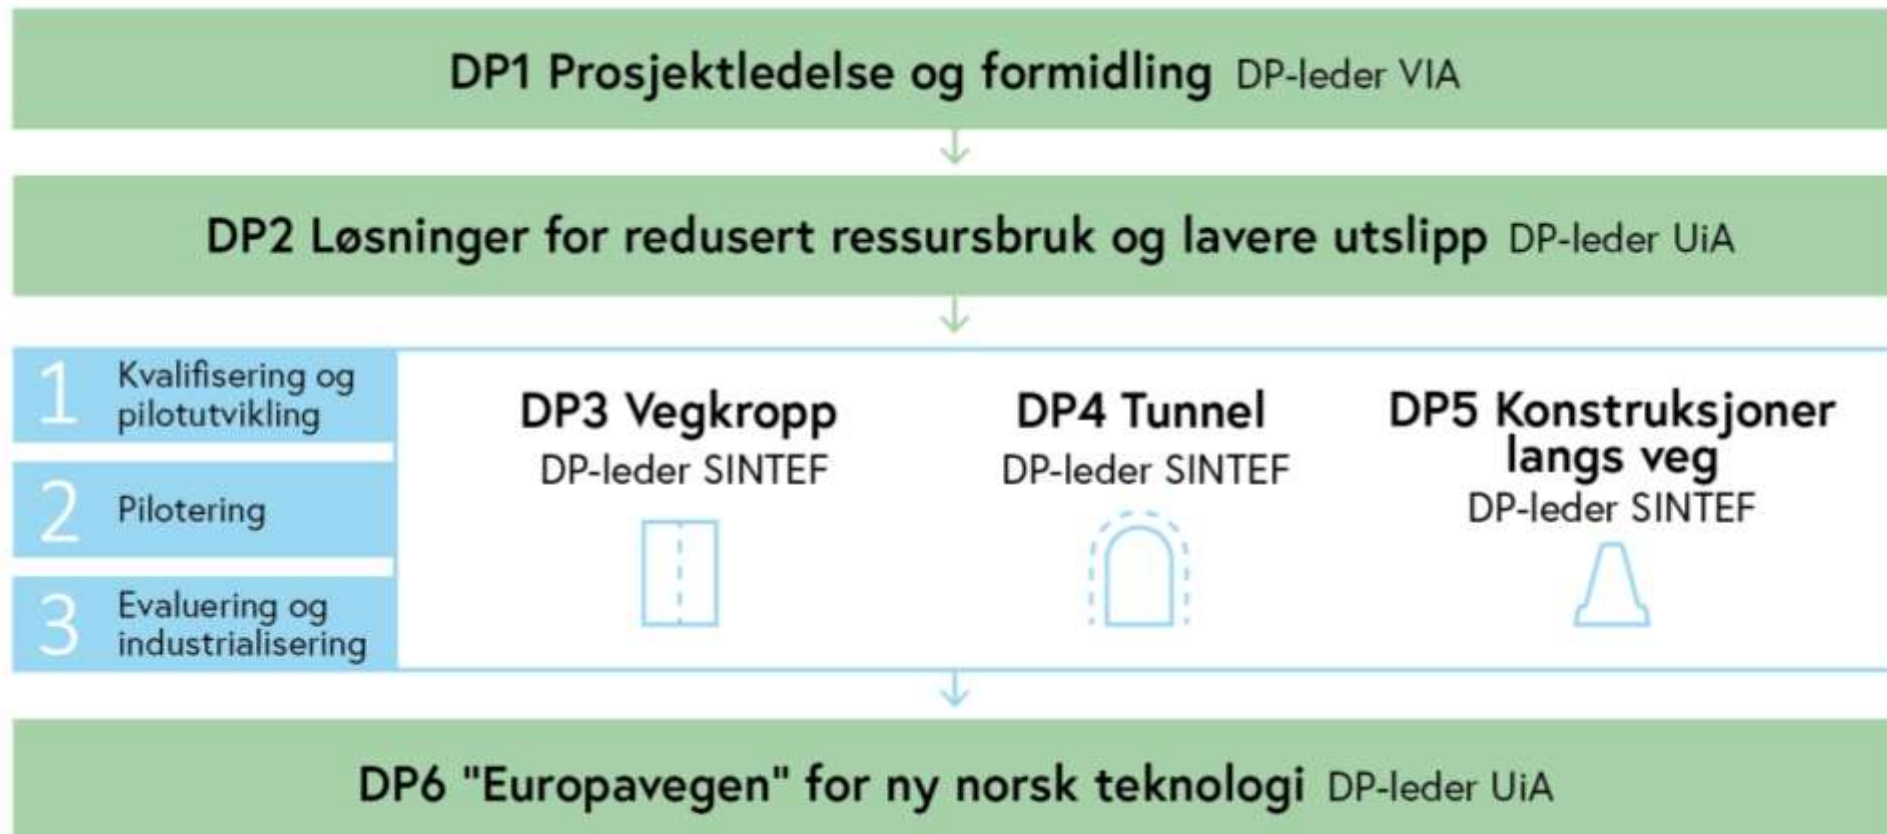 DP1 Prosjektledelse og formidling DP-leder VIA
DP2 Løsninger for redusert ressursbruk og lavere utslipp DP-leder UiA
1 Kvalifisering og
pilotutvikling
2 Pilotering
3 Evaluering og
industrialisering
DP3 Vegkropp
DP-leder SINTEF
DP4 Tunnel
DP-leder SINTEF
DP5 Konstruksjoner
langs veg
DP-leder SINTEF
DP6 "Europavegen" for ny norsk teknologi DP-leder UiA